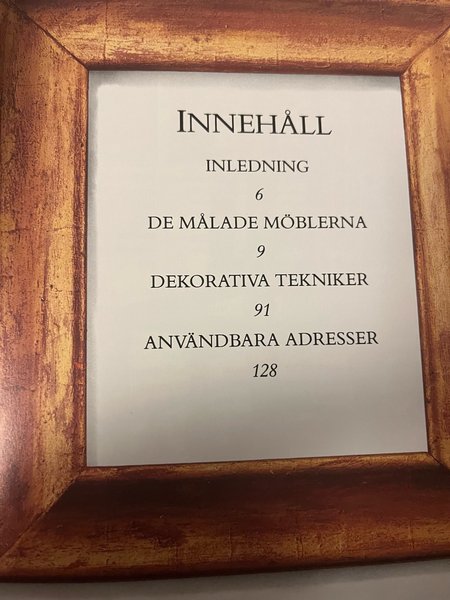 INNEHÅLL
INLEDNING
6
DE MÅLADE MÖBLERNA
9
DEKORATIVA TEKNIKER
91
ANVÄNDBARA ADRESSER
128